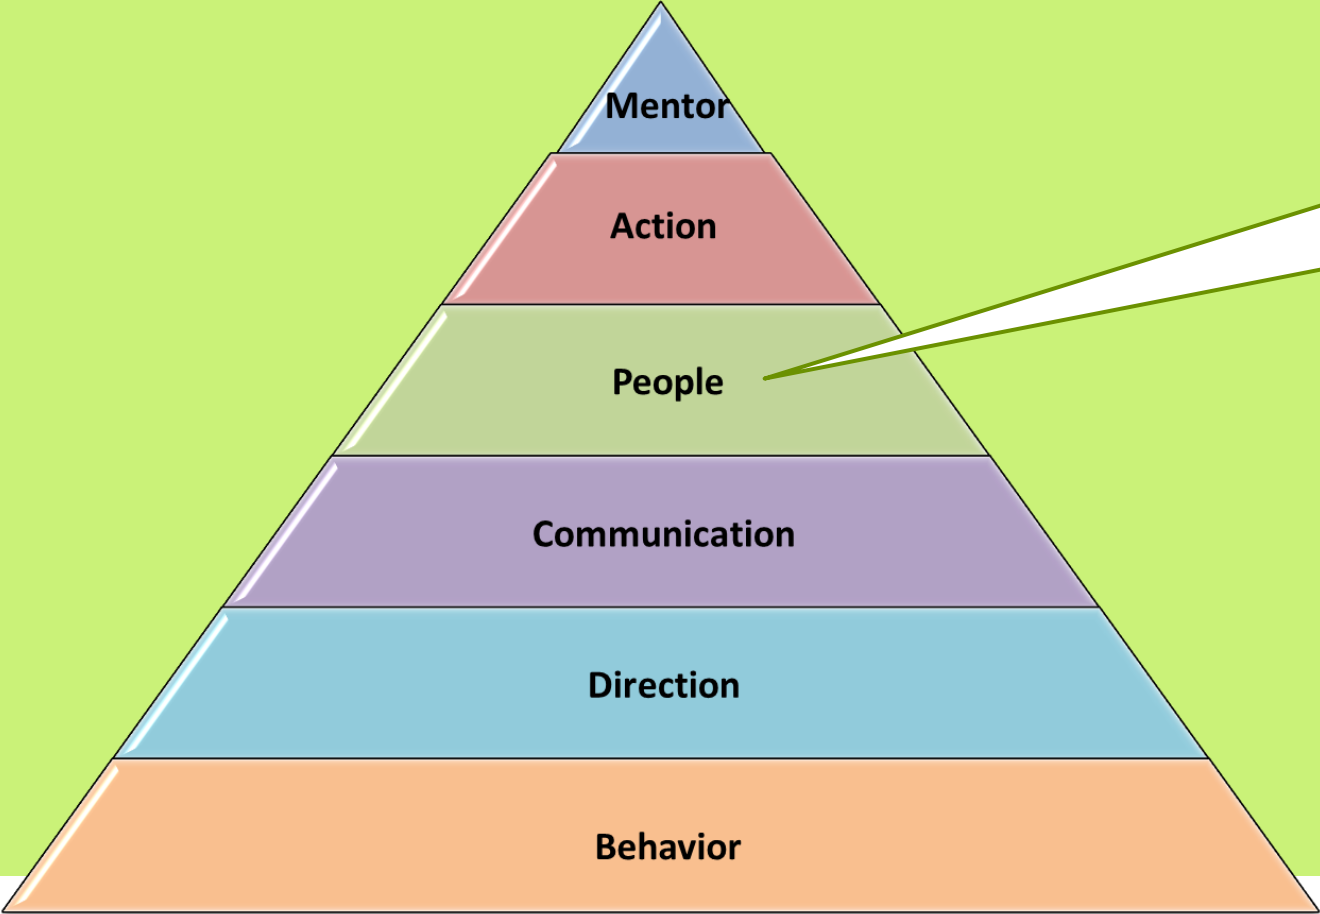 Mentor
Action
People
Communication
Direction
Behavior